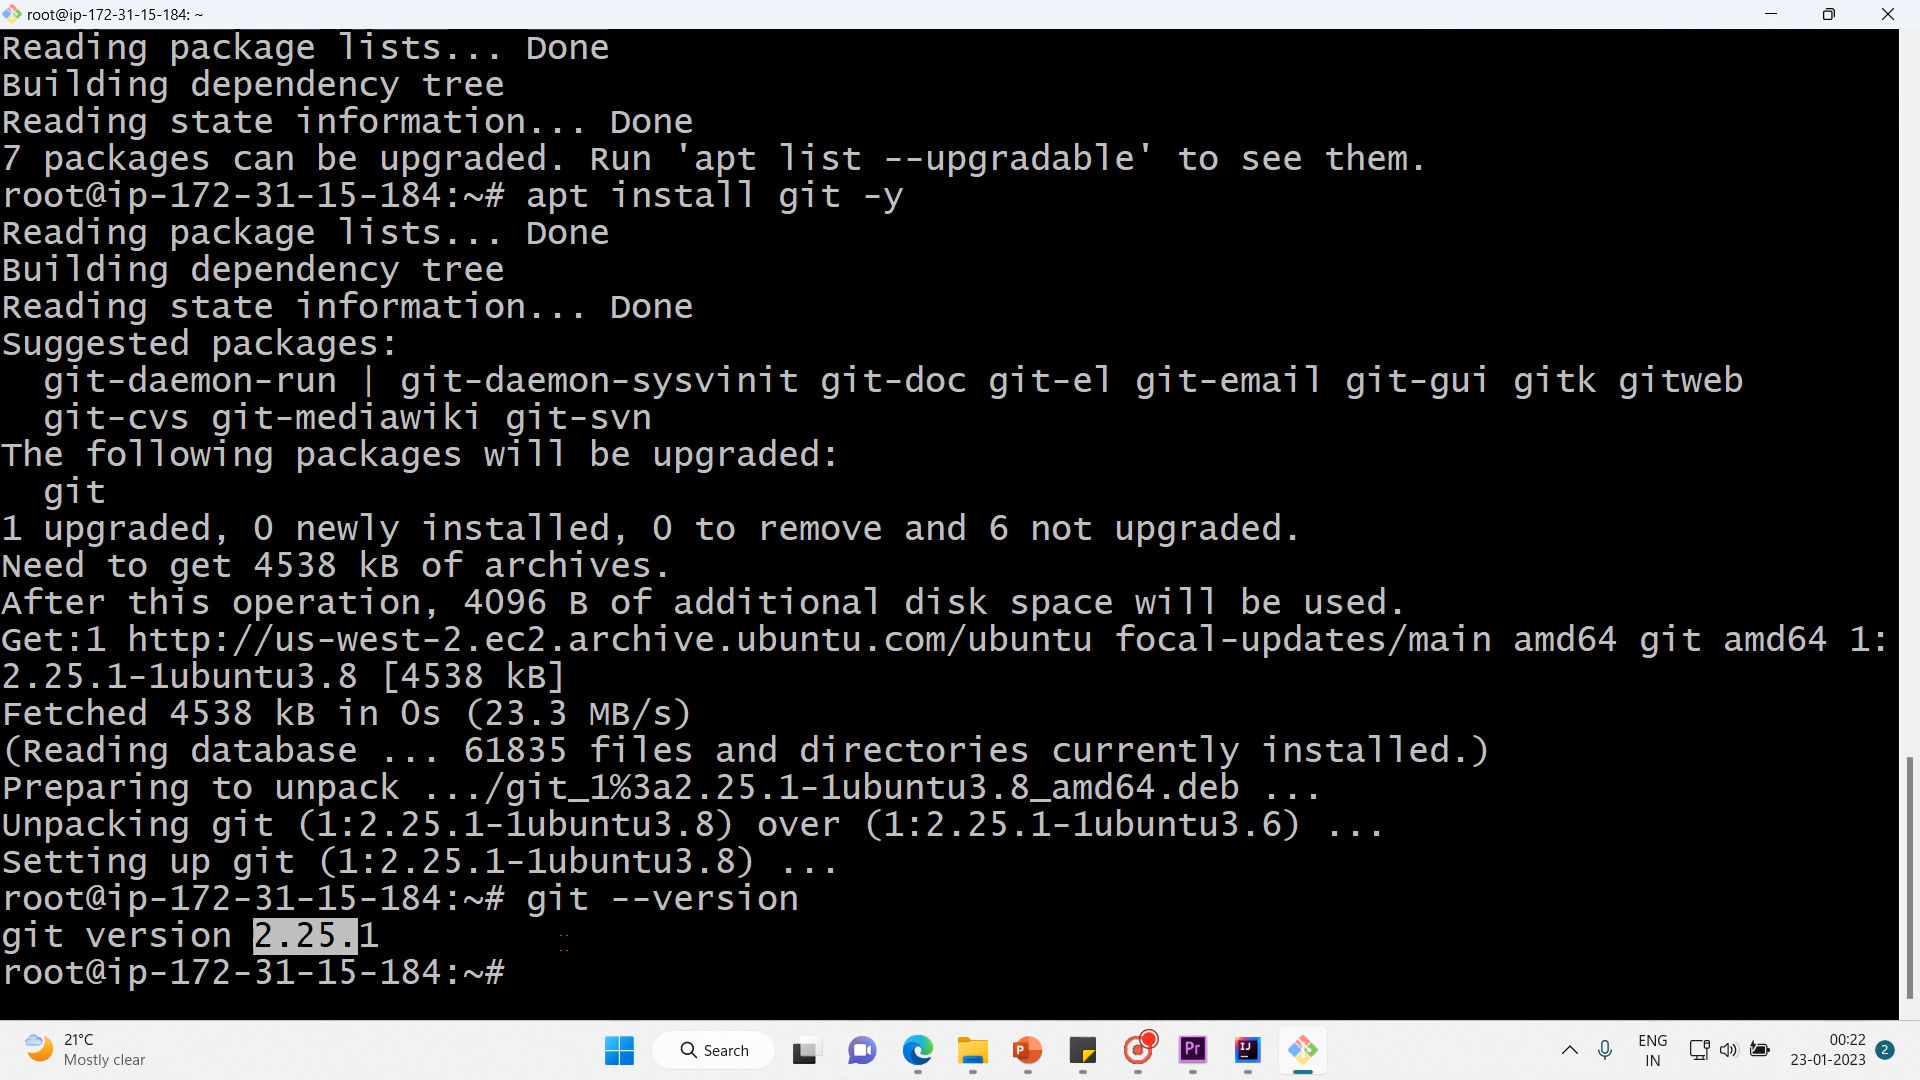 root@ip-172-31-15-184: ~
Reading package lists... Done
Building dependency tree
Reading state information... Done
7 packages can be upgraded. Run 'apt list --upgradable' to see them.
root@ip-172-31-15-184:~# apt install git -y
Reading package lists... Done
Building dependency tree
Reading state information... Done
Suggested packages:
  git-daemon-run | git-daemon-sysvinit git-doc git-el git-email git-gui gitk gitweb
  git-cvs git-mediawiki git-svn
The following packages will be upgraded:
  git
1 upgraded, 0 newly installed, 0 to remove and 6 not upgraded.
Need to get 4538 kB of archives.
After this operation, 4096 B of additional disk space will be used.
Get:1 http://us-west-2.ec2.archive.ubuntu.com/ubuntu focal-updates/main amd64 git amd64 1:
2.25.1-1ubuntu3.8 [4538 kB]
Fetched 4538 kB in 0s (23.3 MB/s)
(Reading database ... 61835 files and directories currently installed.)
Preparing to unpack .../git_1%3a2.25.1-1ubuntu3.8_amd64.deb ...
Unpacking git (1:2.25.1-1ubuntu3.8) over (1:2.25.1-1ubuntu3.6) ...
Setting up git (1:2.25.1-1ubuntu3.8) ...
root@ip-172-31-15-184:~# git --version
git version 2.25.1
root@ip-172-31-15-184:~#
21°C
Mostly clear
Search
P
Pr
IJ
ENG
IN
00:22
23-01-2023
2